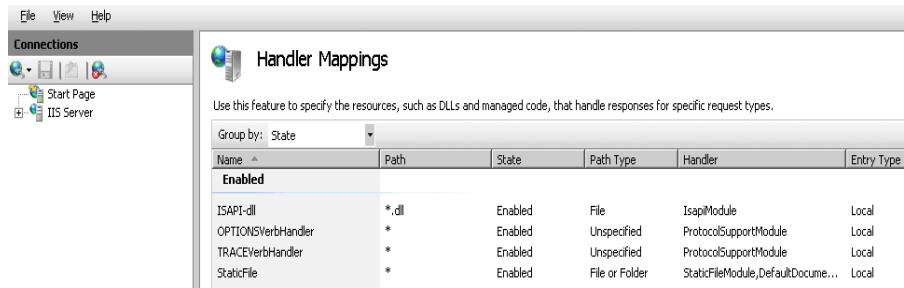 File View Help
Connections
Start Page
IIS Server
Handler Mappings
Use this feature to specify the resources, such as DLLs and managed code, that handle responses for specific request types.
Group by: State
Name Path State Path Type Handler Entry Type
Enabled
ISAPI-dll *.dll Enabled File IsapiModule Local
OPTIONSVerbHandler * Enabled Unspecified ProtocolSupportModule Local
TRACEVerbHandler * Enabled Unspecified ProtocolSupportModule Local
StaticFile * Enabled File or Folder StaticFileModule,DefaultDocume... Local